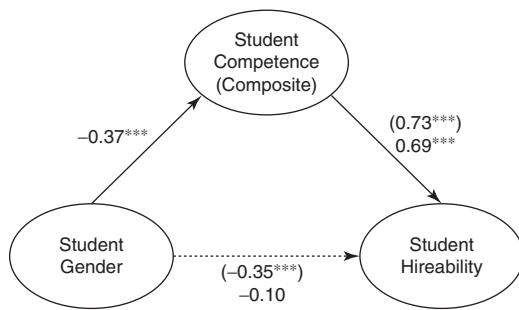 Student
Competence
(Composite)
−0.37***
(0.73***)
0.69***
Student
Gender
(−0.35***)
−0.10
Student
Hireability